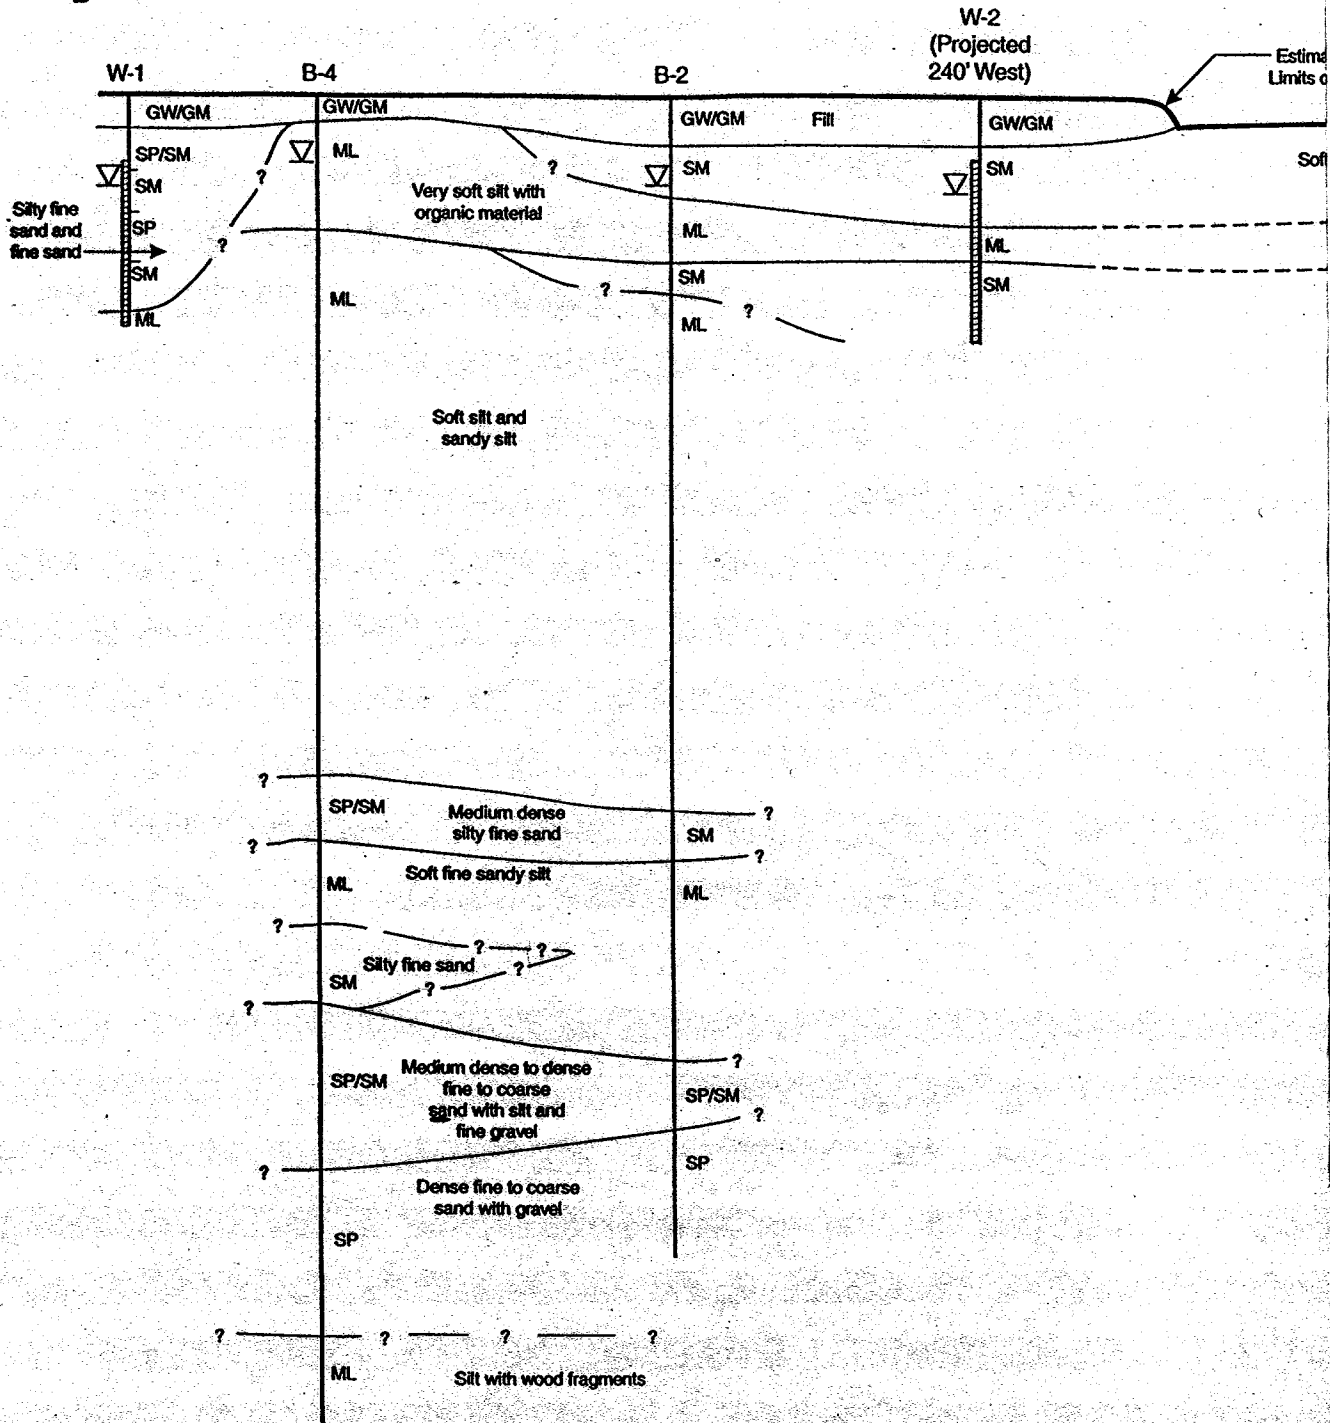 W-2
(Projected
240' West)
W-1
B-4
B-2
Limits
GW/GM
GW/GM
GW/GM
Fill
GW/GM
SP/SM
ML
SM
SM
SM
?
?
Very soft silt with
organic material
Silty fine
sand and
fine sand
SP
?
ML
ML
SM
SM
SM
ML
?
?
ML
ML
Soft silt and
sandy silt
?
SP/SM
Medium dense
silty fine sand
?
SM
?
?
Soft fine sandy silt
ML
ML
?
?
?
Silty fine sand
?
SM
?
?
?
Medium dense to dense
fine to coarse
sand with silt and
fine gravel
SP/SM
SP/SM
?
SP
?
Dense fine to coarse
sand with gravel
SP
?
?
?
?
ML
Silt with wood fragments